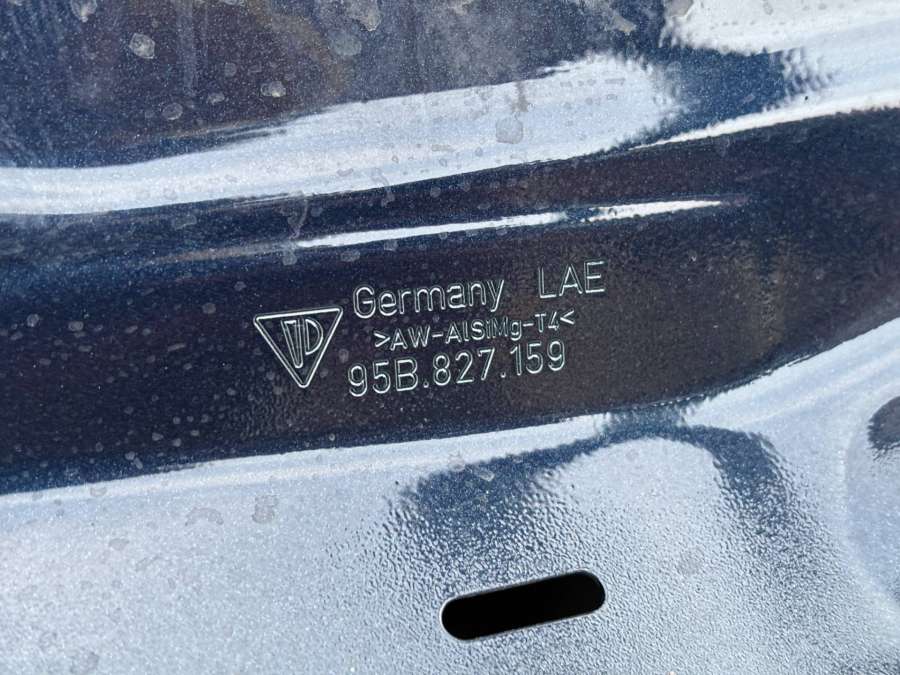 Germany LAE
>AW-AlSiMg-T4<
95B.827.159